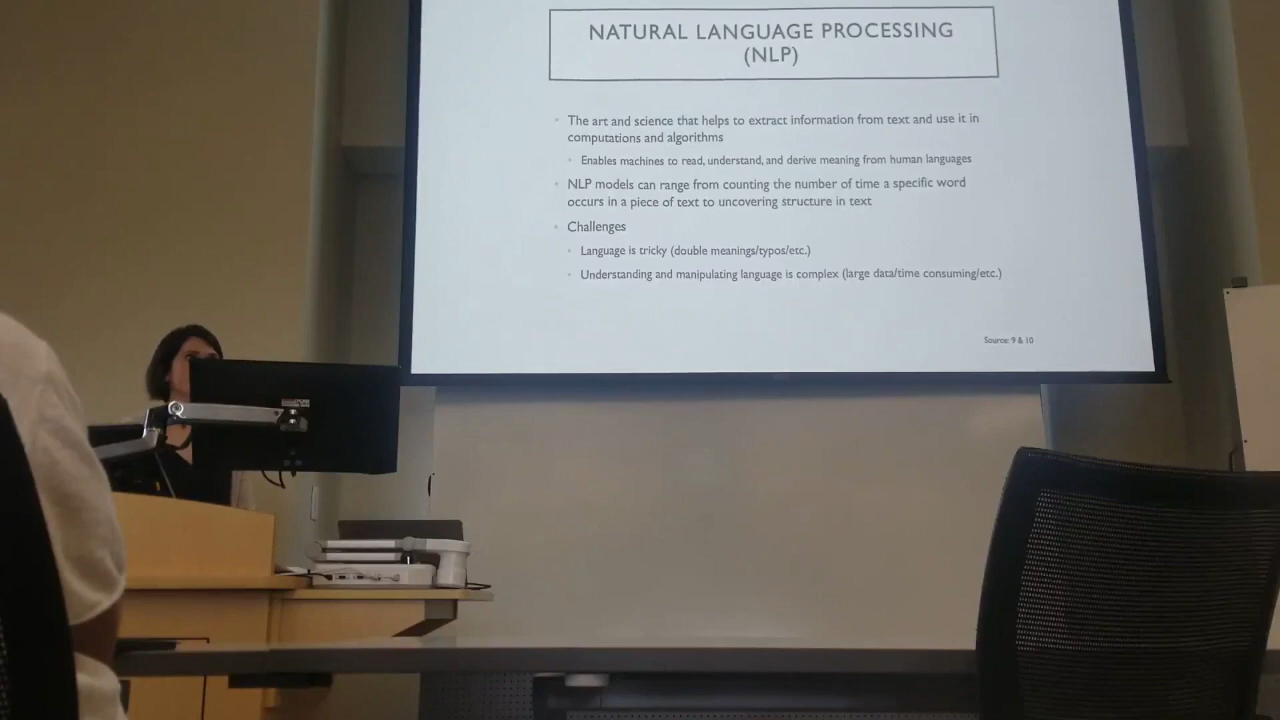 NATURAL LANGUAGE PROCESSING
(NLP)
The art and science that helps to extract information from text and use it in
computations and algorithms
Enables machines to read, understand, and derive meaning from human languages
NLP models can range from counting the number of time a specific word
occurs in a piece of text to uncovering structure in text
Challenges
Language is tricky (double meanings/typos/etc.)
Understanding and manipulating language is complex (large data/time consuming/etc.)
Source: 9 & 10